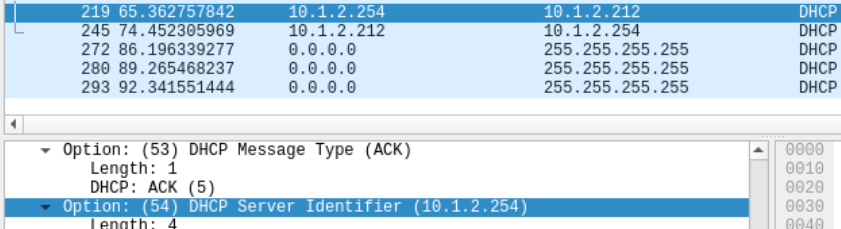 219 65.362757842 10.1.2.254 10.1.2.212 DHCP
245 74.452305969 10.1.2.212 10.1.2.254 DHCP
272 86.196339277 0.0.0.0 255.255.255.255 DHCP
280 89.265468237 0.0.0.0 255.255.255.255 DHCP
293 92.341551444 0.0.0.0 255.255.255.255 DHCP
Option: (53) DHCP Message Type (ACK)
Length: 1
DHCP: ACK (5)
Option: (54) DHCP Server Identifier (10.1.2.254)
Length: 4
0000
0010
0020
0030
0040